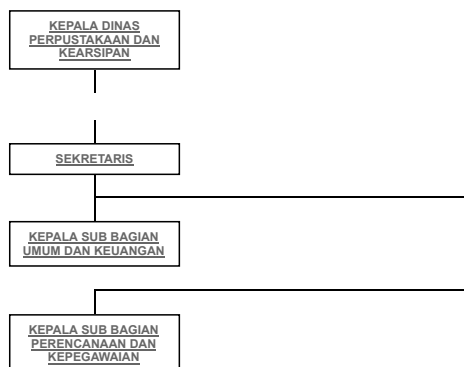 KEPALA DINAS
PERPUSTAKAAN DAN
KEARSIPAN
SEKRETARIS
KEPALA SUB BAGIAN
UMUM DAN KEUANGAN
KEPALA SUB BAGIAN
PERENCANAAN DAN
KEPEGAWAIAN